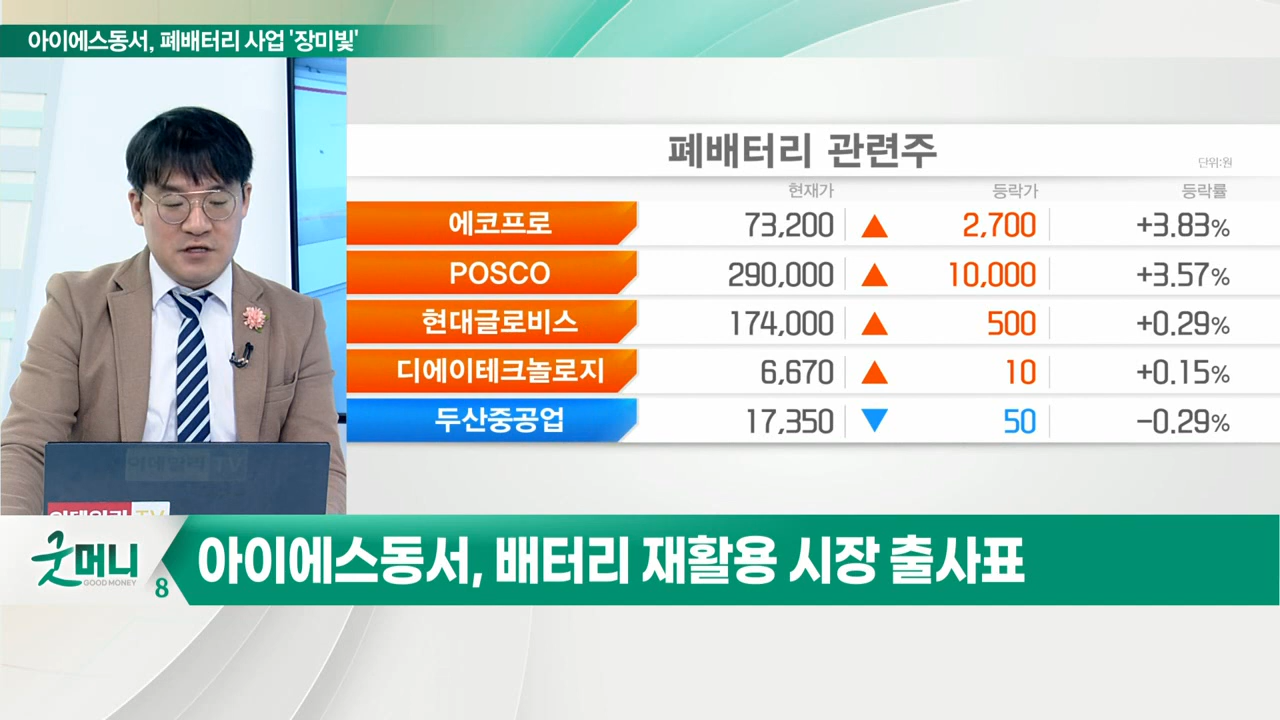 아이에스동서, 폐배터리 사업 '장미빛'
폐배터리 관련주
단위:원
현재가 등락가 등락률
에코프로 73,200 ▲ 2,700 +3.83%
POSCO 290,000 ▲ 10,000 +3.57%
현대글로비스 174,000 ▲ 500 +0.29%
디에이테크놀로지 6,670 ▲ 10 +0.15%
두산중공업 17,350 ▼ 50 -0.29%
이데일리 TV
굿머니
GOOD MONEY
8
아이에스동서, 배터리 재활용 시장 출사표